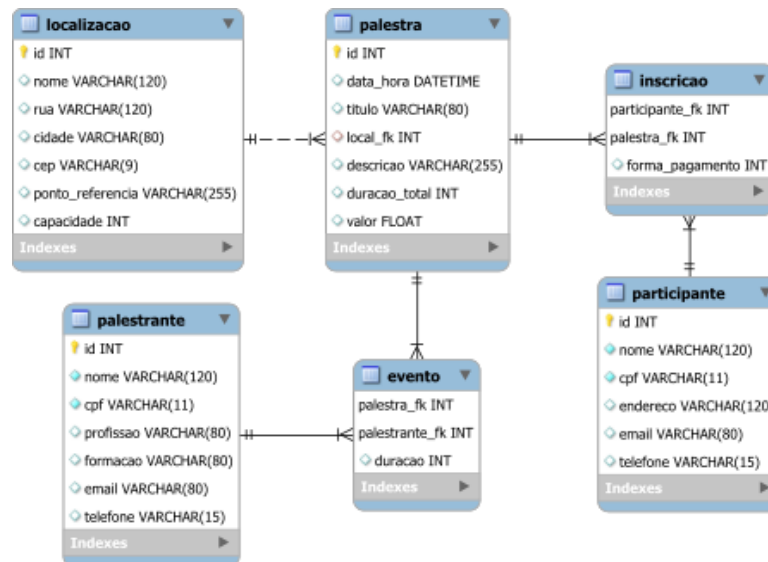 localizacao
id INT
nome VARCHAR(120)
rua VARCHAR(120)
cidade VARCHAR(80)
cep VARCHAR(9)
ponto_referencia VARCHAR(255)
capacidade INT
Indexes
palestra
id INT
data_hora DATETIME
titulo VARCHAR(80)
local_fk INT
descricao VARCHAR(255)
duracao_total INT
valor FLOAT
Indexes
inscricao
participante_fk INT
palestra_fk INT
forma_pagamento INT
Indexes
palestrante
id INT
nome VARCHAR(120)
cpf VARCHAR(11)
profissao VARCHAR(80)
formacao VARCHAR(80)
email VARCHAR(80)
telefone VARCHAR(15)
Indexes
evento
palestra_fk INT
palestrante_fk INT
duracao INT
Indexes
participante
id INT
nome VARCHAR(120)
cpf VARCHAR(11)
endereco VARCHAR(120
email VARCHAR(80)
telefone VARCHAR(15)
Indexes